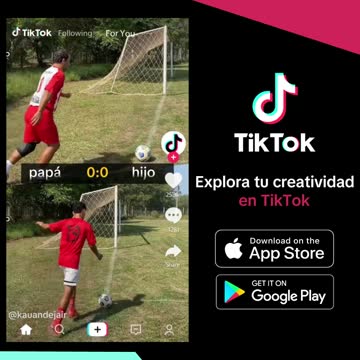 TikTok
Following
For You
papá 0:0 hijo
Share
@kauandejair
TikTok
Explora tu creatividad
en TikTok
Download on the
App Store
GET IT ON
Google Play